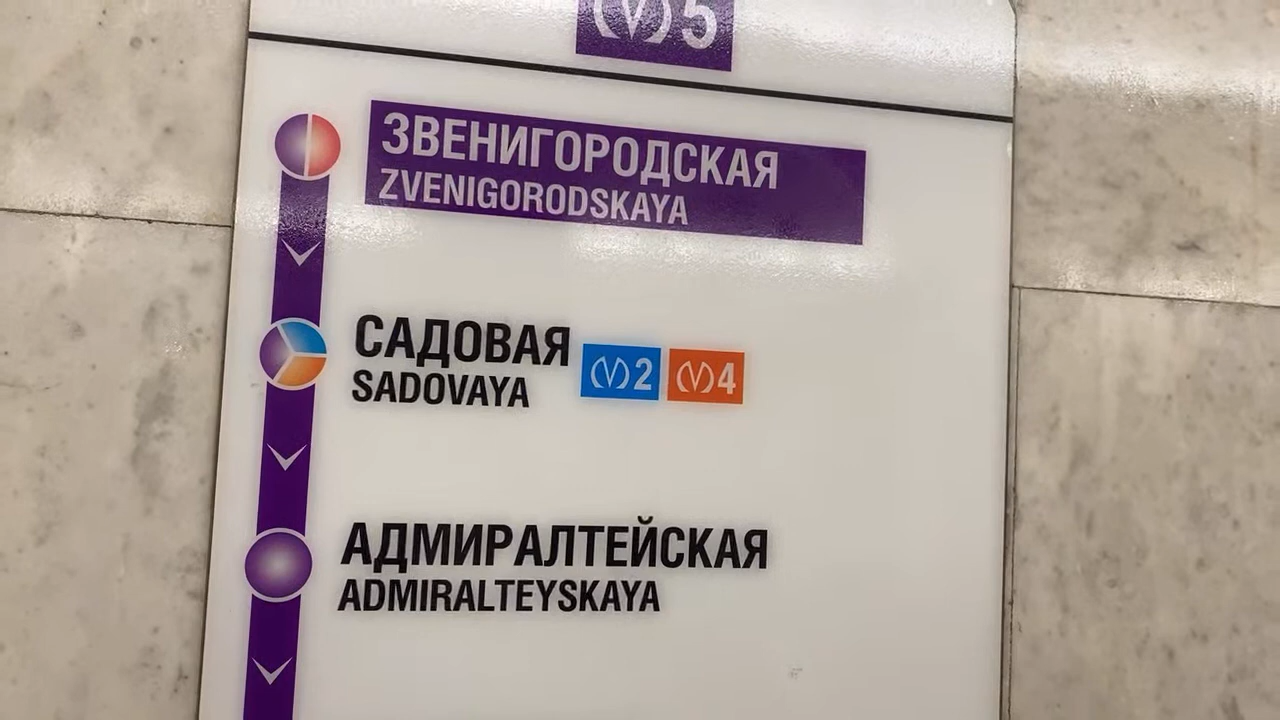 5
ЗВЕНИГОРОДСКАЯ
ZVENIGORODSKAYA
САДОВАЯ
SADOVAYA
2 4
АДМИРАЛТЕЙСКАЯ
ADMIRALTEYSKAYA